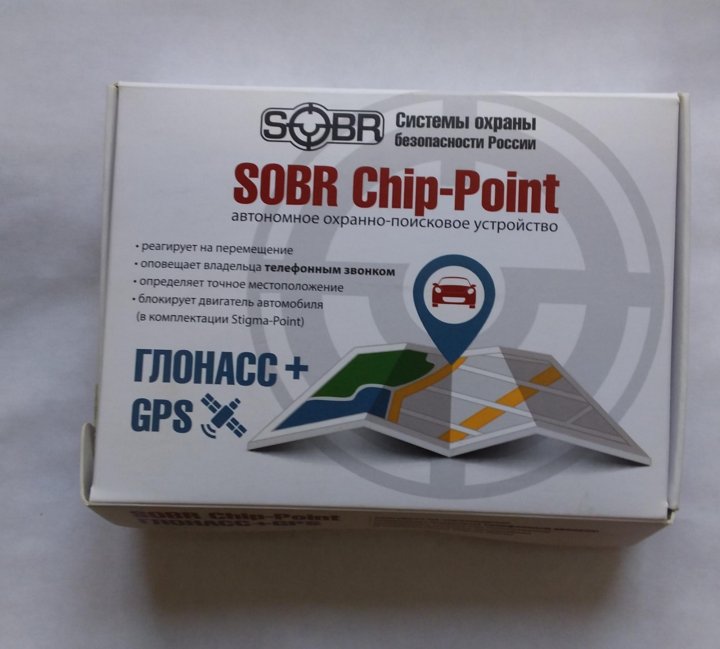 SOBR
Системы охраны
безопасности России
SOBR Chip-Point
автономное охранно-поисковое устройство
• реагирует на перемещение
• оповещает владельца телефонным звонком
• определяет точное местоположение
• блокирует двигатель автомобиля
(в комплектации Stigma-Point)
ГЛОНАСС +
GPS
SOBR Chip-Point
ГЛОНАСС + GPS